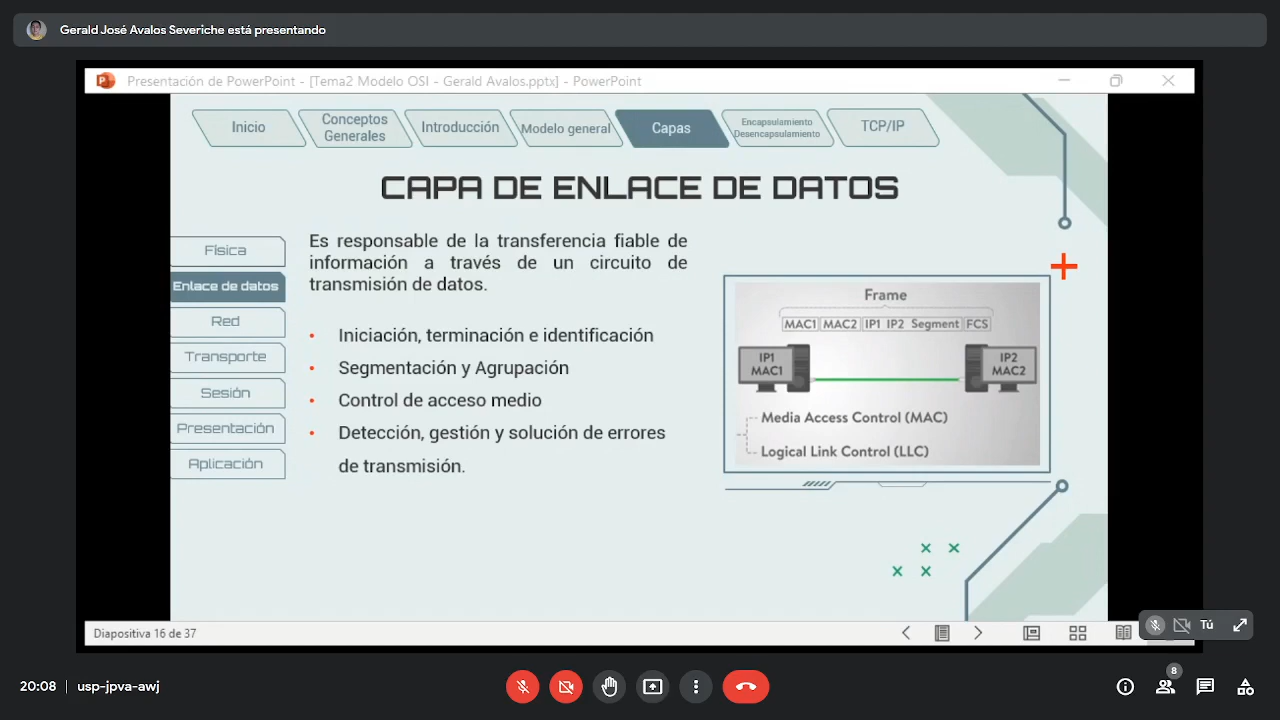 Gerald José Avalos Severiche está presentando
Presentación de PowerPoint - [Tema2 Modelo OSI - Gerald Avalos.pptx] - PowerPoint
Inicio
Conceptos
Generales
Introducción
Modelo general
Capas
Encapsulamiento
Desencapsulamiento
TCP/IP
CAPA DE ENLACE DE DATOS
Física
Enlace de datos
Red
Transporte
Sesión
Presentación
Aplicación
Es responsable de la transferencia fiable de
información a través de un circuito de
transmisión de datos.
• Iniciación, terminación e identificación
• Segmentación y Agrupación
• Control de acceso medio
• Detección, gestión y solución de errores
de transmisión.
Frame
MAC1 MAC2 IP1 IP2 Segment FCS
IP1
MAC1
IP2
MAC2
Media Access Control (MAC)
Logical Link Control (LLC)
Diapositiva 16 de 37
Tú
20:08 | usp-jpva-awj
8